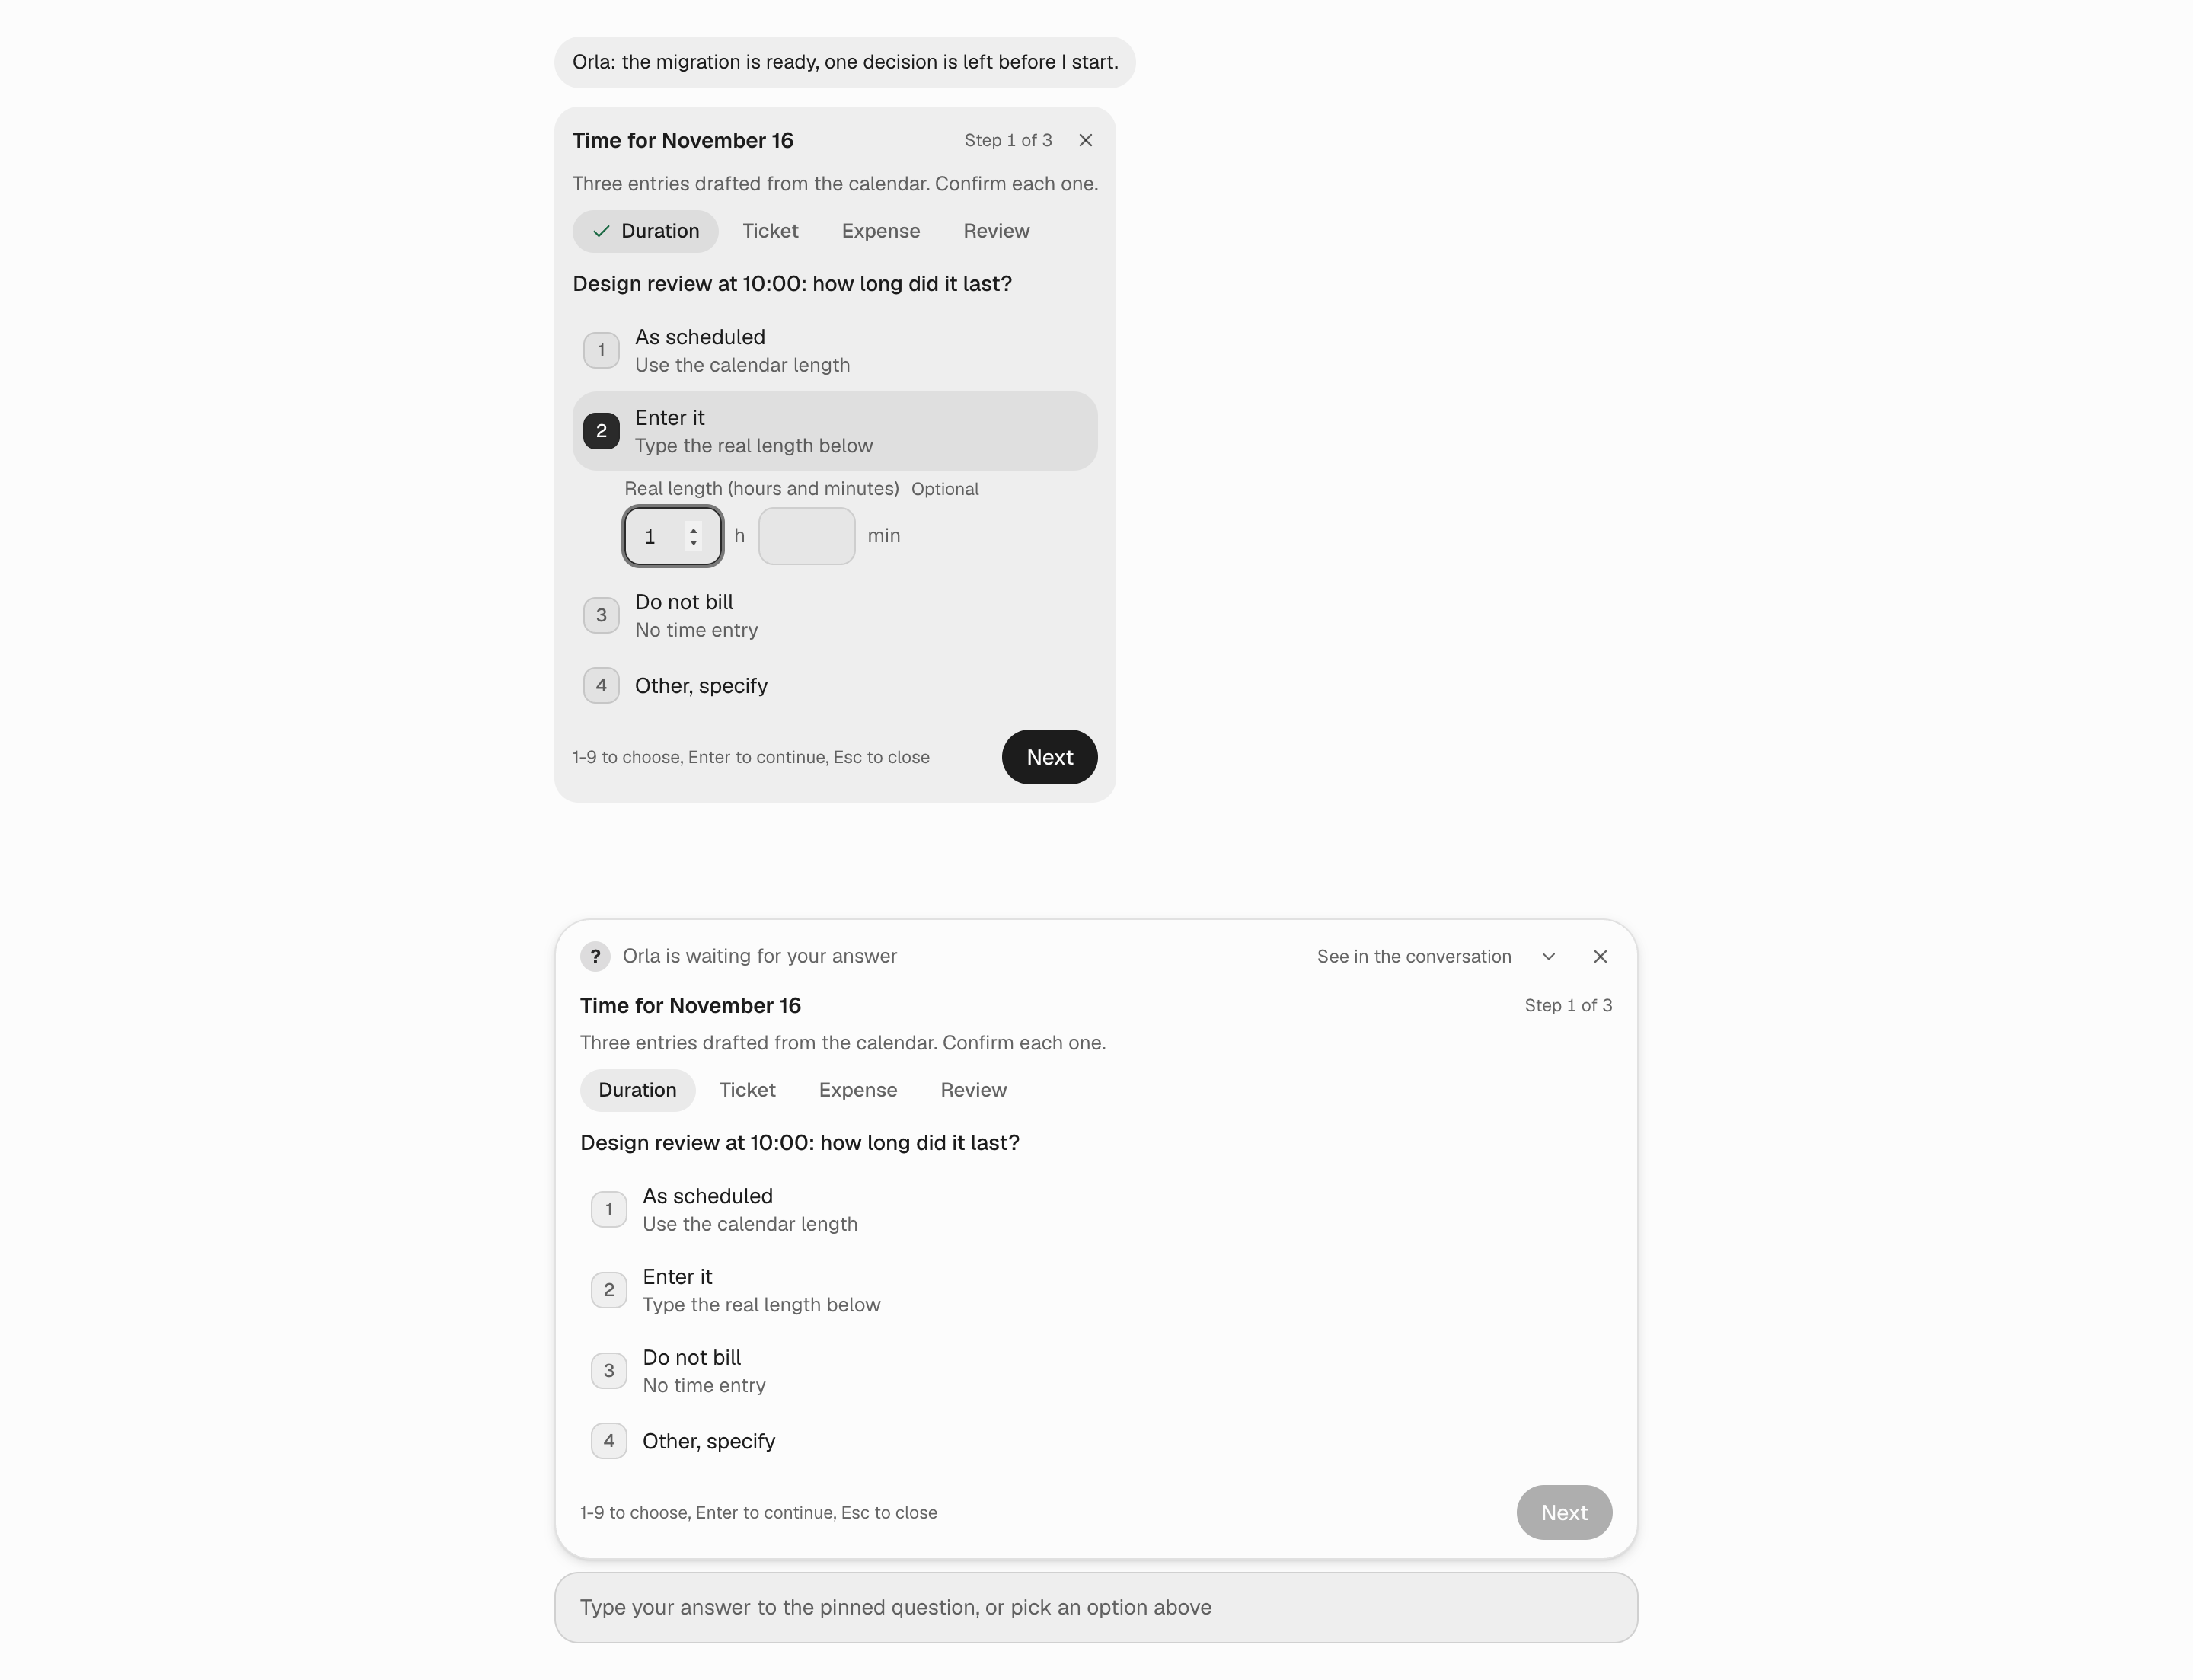 Orla: the migration is ready, one decision is left before I start.
Time for November 16
Step 1 of 3
Three entries drafted from the calendar. Confirm each one.
Duration
Ticket
Expense
Review
Design review at 10:00: how long did it last?
1
As scheduled
Use the calendar length
2
Enter it
Type the real length below
Real length (hours and minutes) Optional
1
h
min
3
Do not bill
No time entry
4
Other, specify
1-9 to choose, Enter to continue, Esc to close
Next
?
Orla is waiting for your answer
See in the conversation
Time for November 16
Step 1 of 3
Three entries drafted from the calendar. Confirm each one.
Duration
Ticket
Expense
Review
Design review at 10:00: how long did it last?
1
As scheduled
Use the calendar length
2
Enter it
Type the real length below
3
Do not bill
No time entry
4
Other, specify
1-9 to choose, Enter to continue, Esc to close
Next
Type your answer to the pinned question, or pick an option above